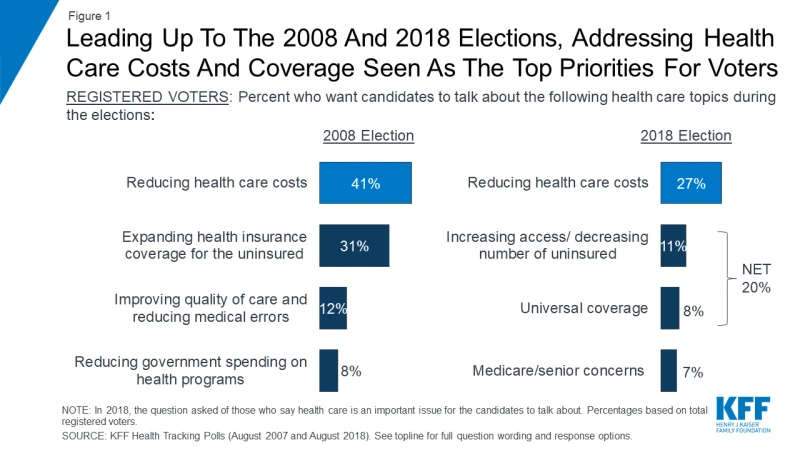 Figure 1
Leading Up To The 2008 And 2018 Elections, Addressing Health
Care Costs And Coverage Seen As The Top Priorities For Voters
REGISTERED VOTERS: Percent who want candidates to talk about the following health care topics during
the elections:
2008 Election
Reducing health care costs
41%
Expanding health insurance
coverage for the uninsured
31%
Improving quality of care and
reducing medical errors
12%
Reducing government spending on
health programs
8%
2018 Election
Reducing health care costs
27%
Increasing access/ decreasing
number of uninsured
11%
Universal coverage
8%
Medicare/senior concerns
7%
NET
20%
NOTE: In 2018, the question asked of those who say health care is an important issue for the candidates to talk about. Percentages based on total
registered voters.
SOURCE: KFF Health Tracking Polls (August 2007 and August 2018). See topline for full question wording and response options.
KFF
HENRY J KAISER
FAMILY FOUNDATION